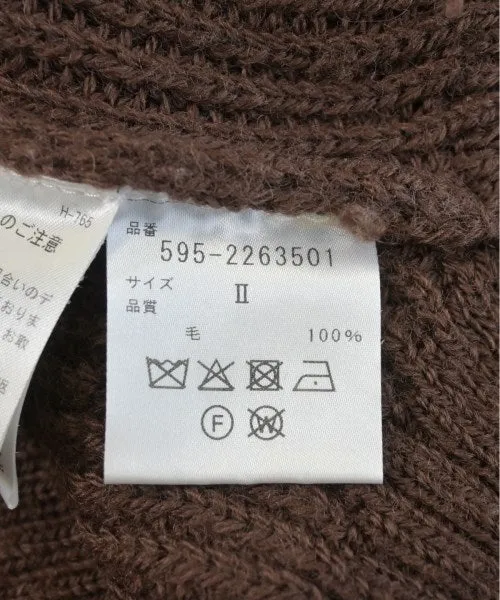 H-765
のご注意
合いのデ
おりま
お取
品番
595-2263501
サイズ II
品質
毛 100%
F W